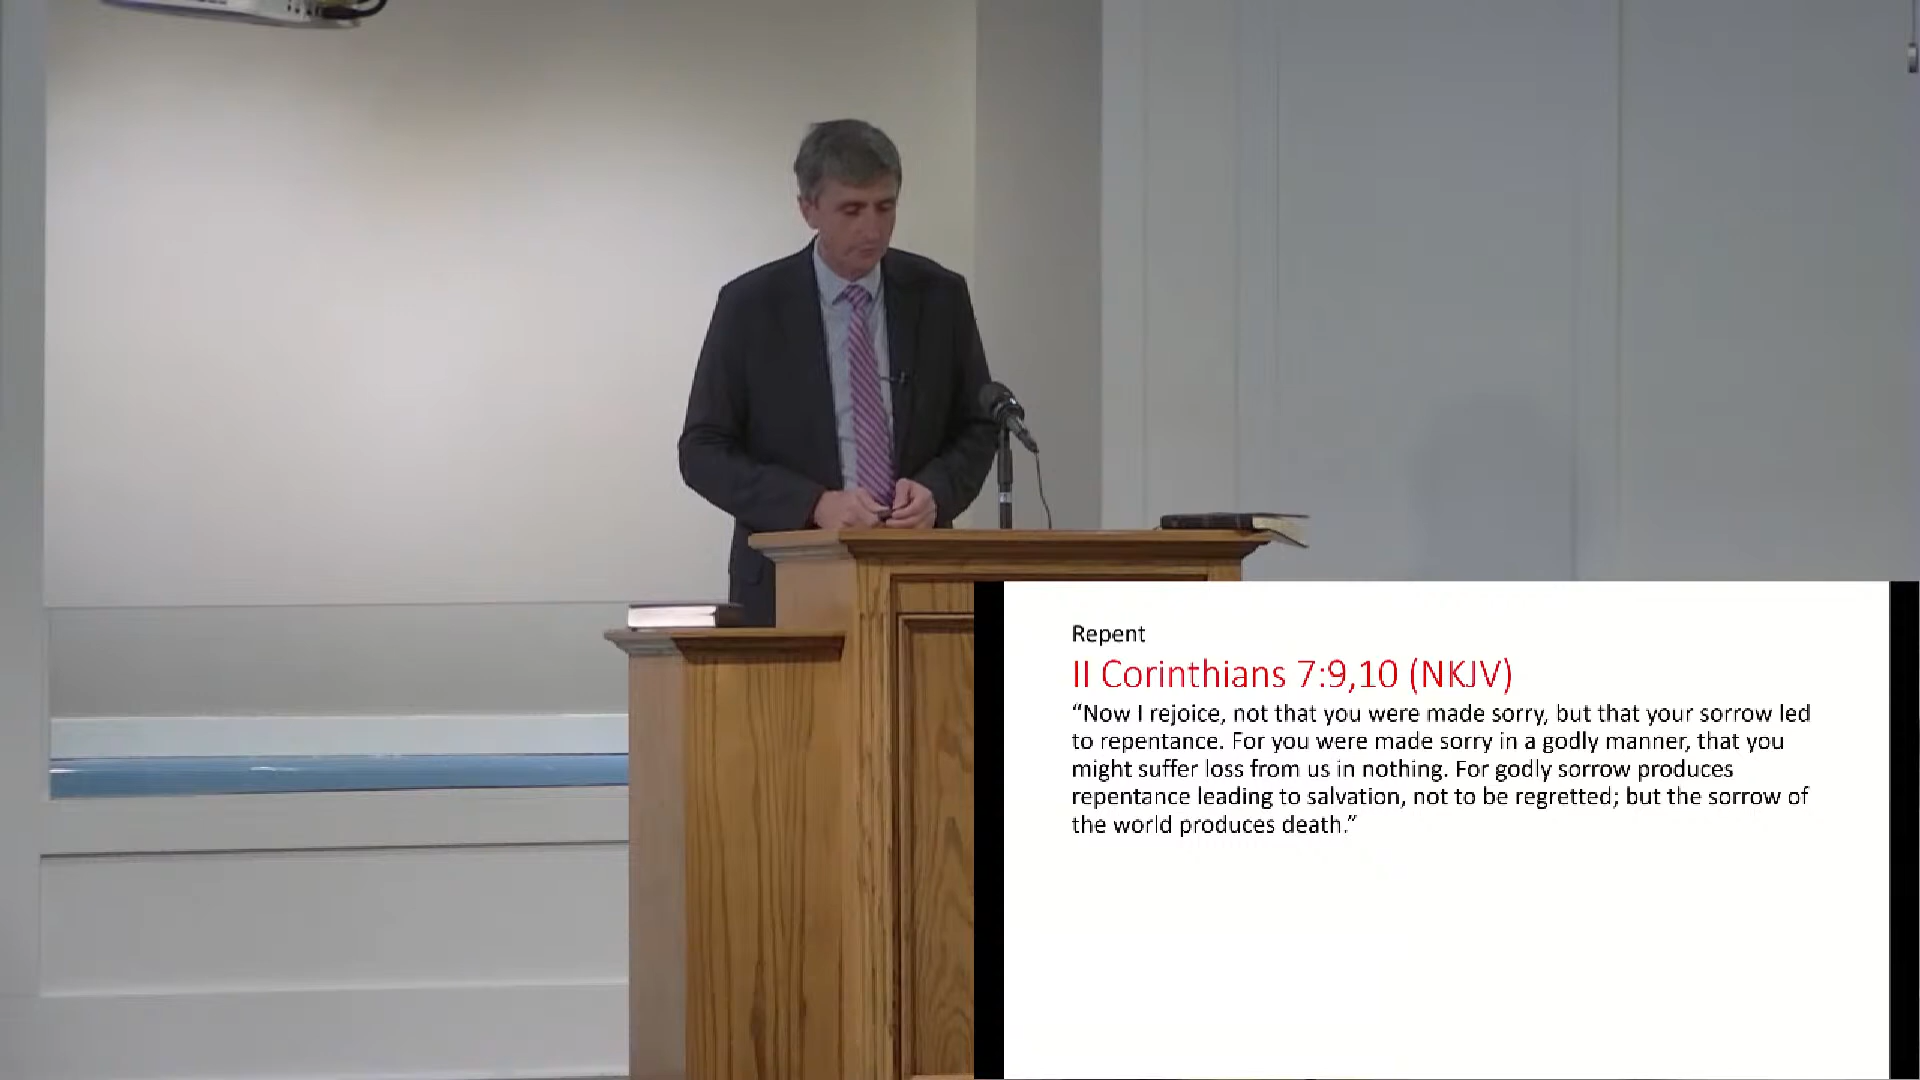 Repent
II Corinthians 7:9,10 (NKJV)
“Now I rejoice, not that you were made sorry, but that your sorrow led
to repentance. For you were made sorry in a godly manner, that you
might suffer loss from us in nothing. For godly sorrow produces
repentance leading to salvation, not to be regretted; but the sorrow of
the world produces death.”